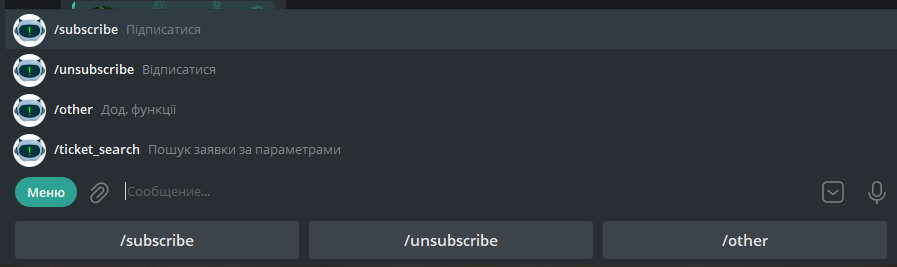 /subscribe Підписатися
/unsubscribe Відписатися
/other Дод. функції
/ticket_search Пошук заявки за параметрами
Меню Сообщение...
/subscribe /unsubscribe /other